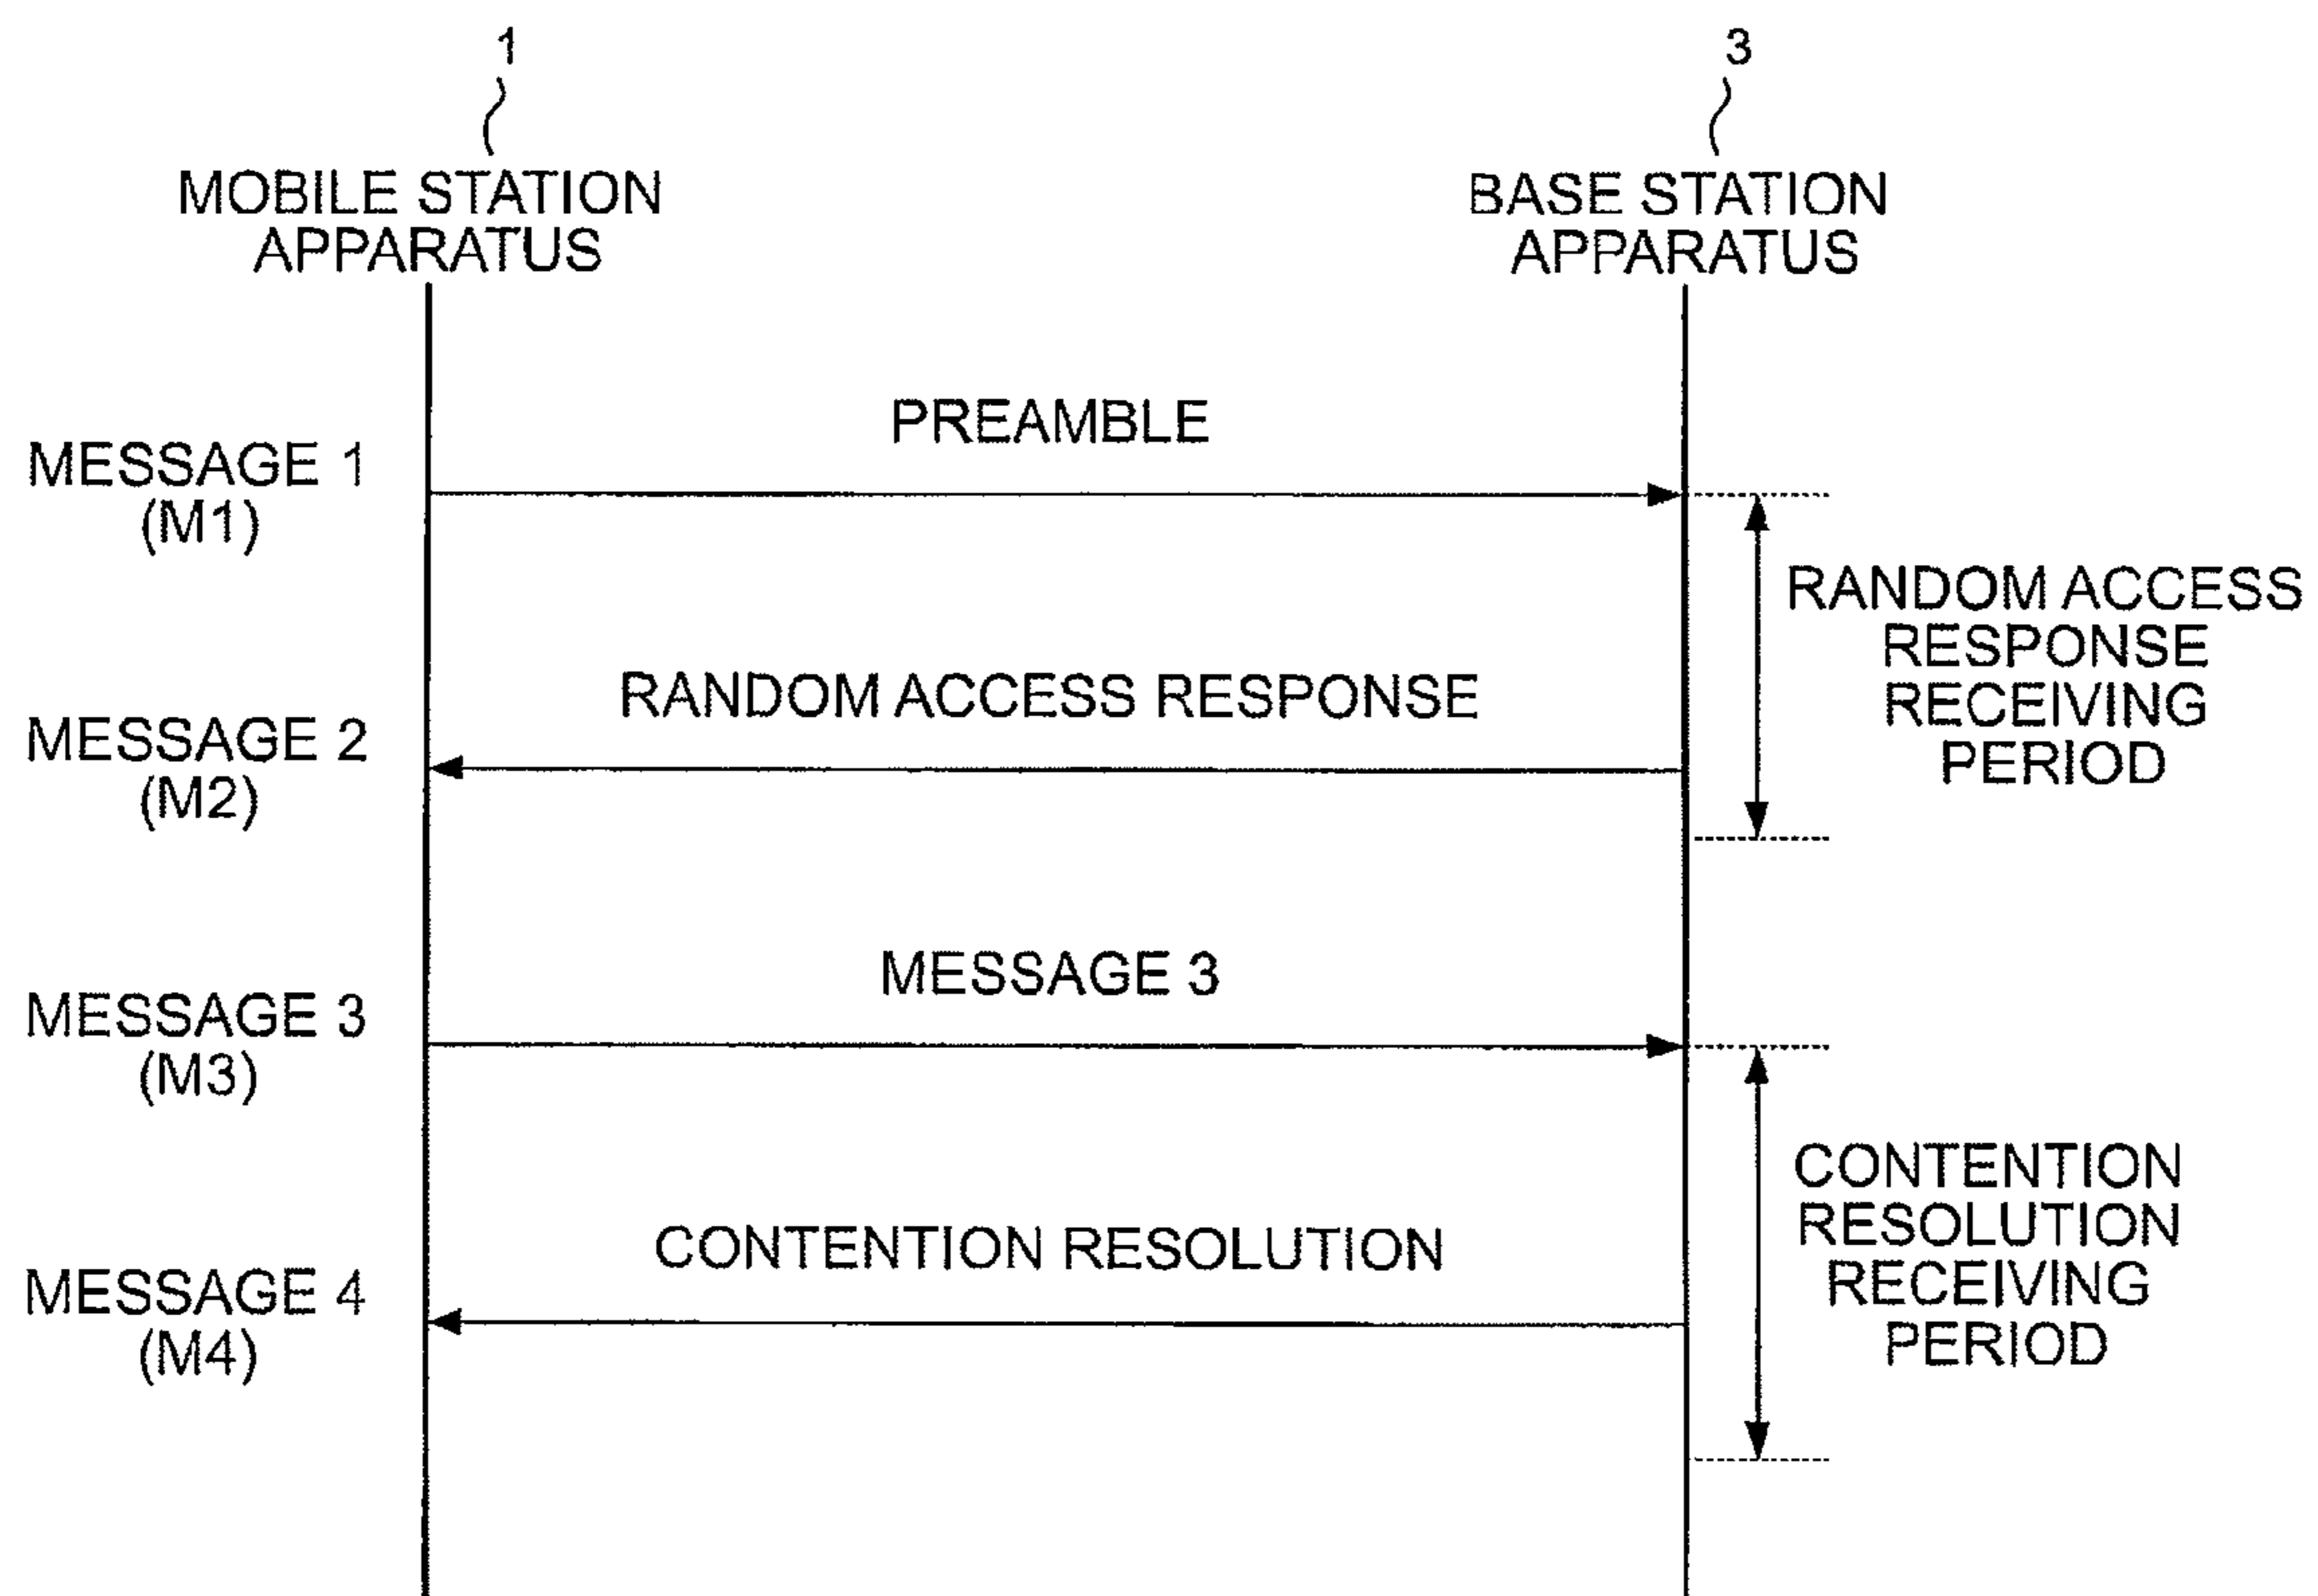 1
3
MOBILE STATION
APPARATUS
BASE STATION
APPARATUS
PREAMBLE
MESSAGE 1
(M1)
RANDOM ACCESS
RESPONSE
RECEIVING
PERIOD
RANDOM ACCESS RESPONSE
MESSAGE 2
(M2)
MESSAGE 3
MESSAGE 3
(M3)
CONTENTION
RESOLUTION
RECEIVING
PERIOD
CONTENTION RESOLUTION
MESSAGE 4
(M4)